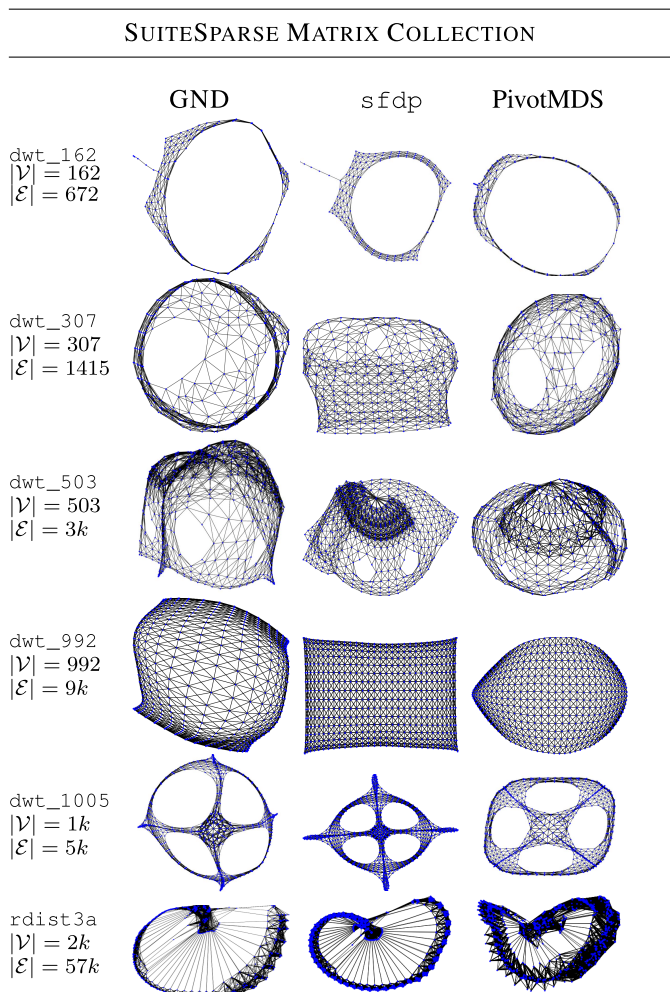 SUITESPARSE MATRIX COLLECTION
GND sfdp PivotMDS
dwt_162
|𝒱| = 162
|ℰ| = 672
dwt_307
|𝒱| = 307
|ℰ| = 1415
dwt_503
|𝒱| = 503
|ℰ| = 3k
dwt_992
|𝒱| = 992
|ℰ| = 9k
dwt_1005
|𝒱| = 1k
|ℰ| = 5k
rdist3a
|𝒱| = 2k
|ℰ| = 57k